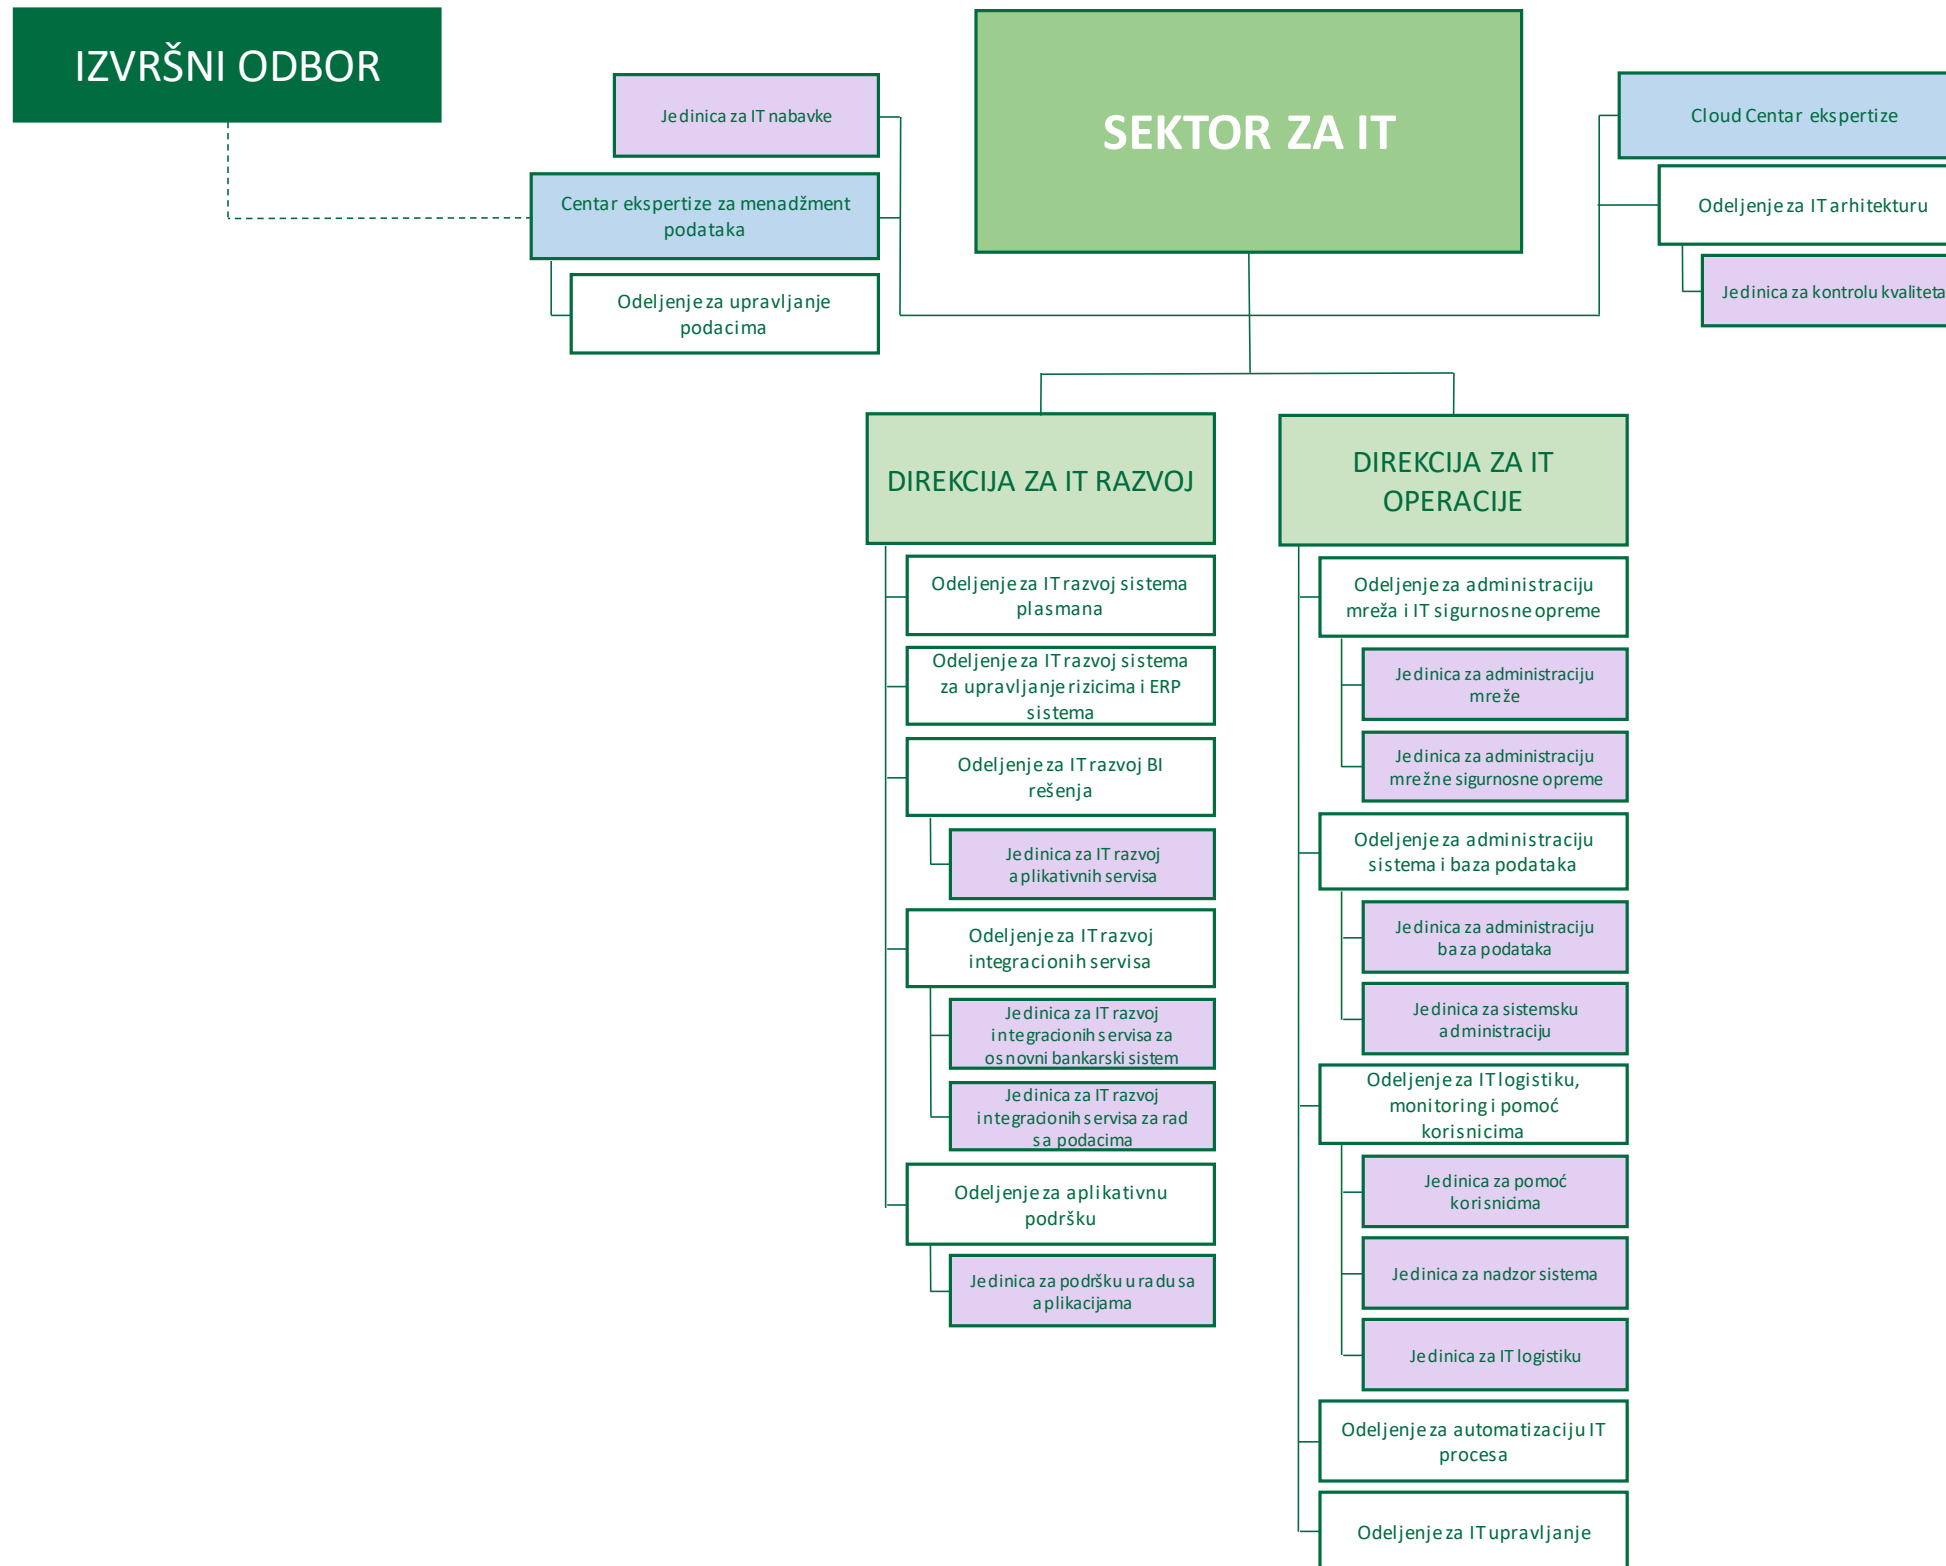 IZVRŠNI ODBOR
SEKTOR ZA IT
Jedinica za IT nabavke
Centar ekspertize za menadžment
podataka
Odeljenje za upravljanje
podacima
Cloud Centar ekspertize
Odeljenje za IT arhitekturu
Jedinica za kontrolu kvaliteta
DIREKCIJA ZA IT RAZVOJ
Odeljenje za IT razvoj sistema
plasmana
Odeljenje za IT razvoj sistema
za upravljanje rizicima i ERP
sistema
Odeljenje za IT razvoj BI
rešenja
Jedinica za IT razvoj
aplikativnih servisa
Odeljenje za IT razvoj
integracionih servisa
Jedinica za IT razvoj
integracionih servisa za
osnovni bankarski sistem
Jedinica za IT razvoj
integracionih servisa za rad
sa podacima
Odeljenje za aplikativnu
podršku
Jedinica za podršku u radu sa
aplikacijama
DIREKCIJA ZA IT
OPERACIJE
Odeljenje za administraciju
mreža i IT sigurnosne opreme
Jedinica za administraciju
mreže
Jedinica za administraciju
mrežne sigurnosne opreme
Odeljenje za administraciju
sistema i baza podataka
Jedinica za administraciju
baza podataka
Jedinica za sistemsku
administraciju
Odeljenje za IT logistiku,
monitoring i pomoć
korisnicima
Jedinica za pomoć
korisnicima
Jedinica za nadzor sistema
Jedinica za IT logistiku
Odeljenje za automatizaciju IT
procesa
Odeljenje za IT upravljanje